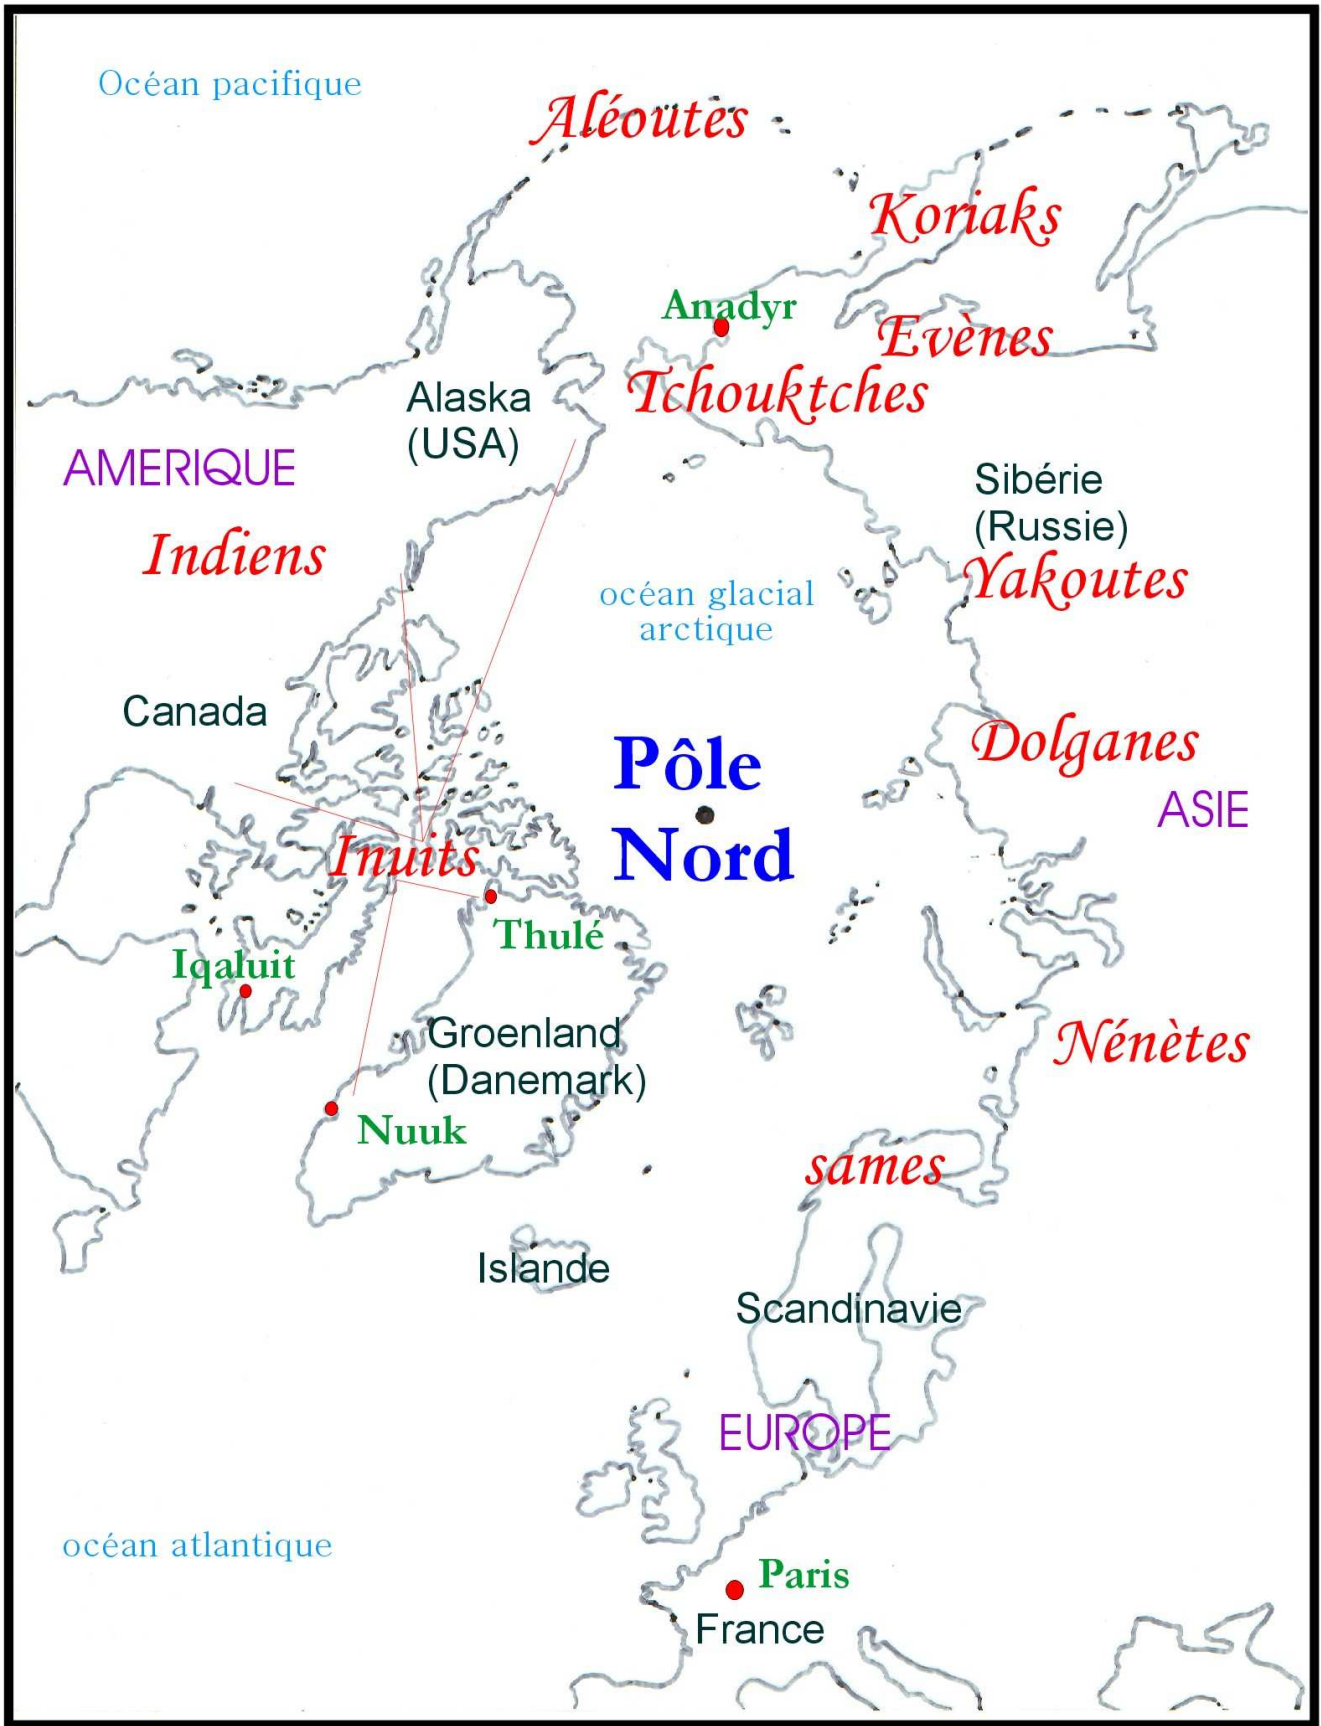 Océan pacifique
Aléoutes
Koriaks
Anadyr
Evènes
Tchouktches
Alaska
(USA)
AMERIQUE
Sibérie
(Russie)
Indiens
Yakoutes
océan glacial
arctique
Canada
Dolganes
Pôle
Nord
ASIE
Inuits
Thulé
Iqaluit
Groenland
(Danemark)
Nénètes
Nuuk
sames
Islande
Scandinavie
EUROPE
océan atlantique
Paris
France